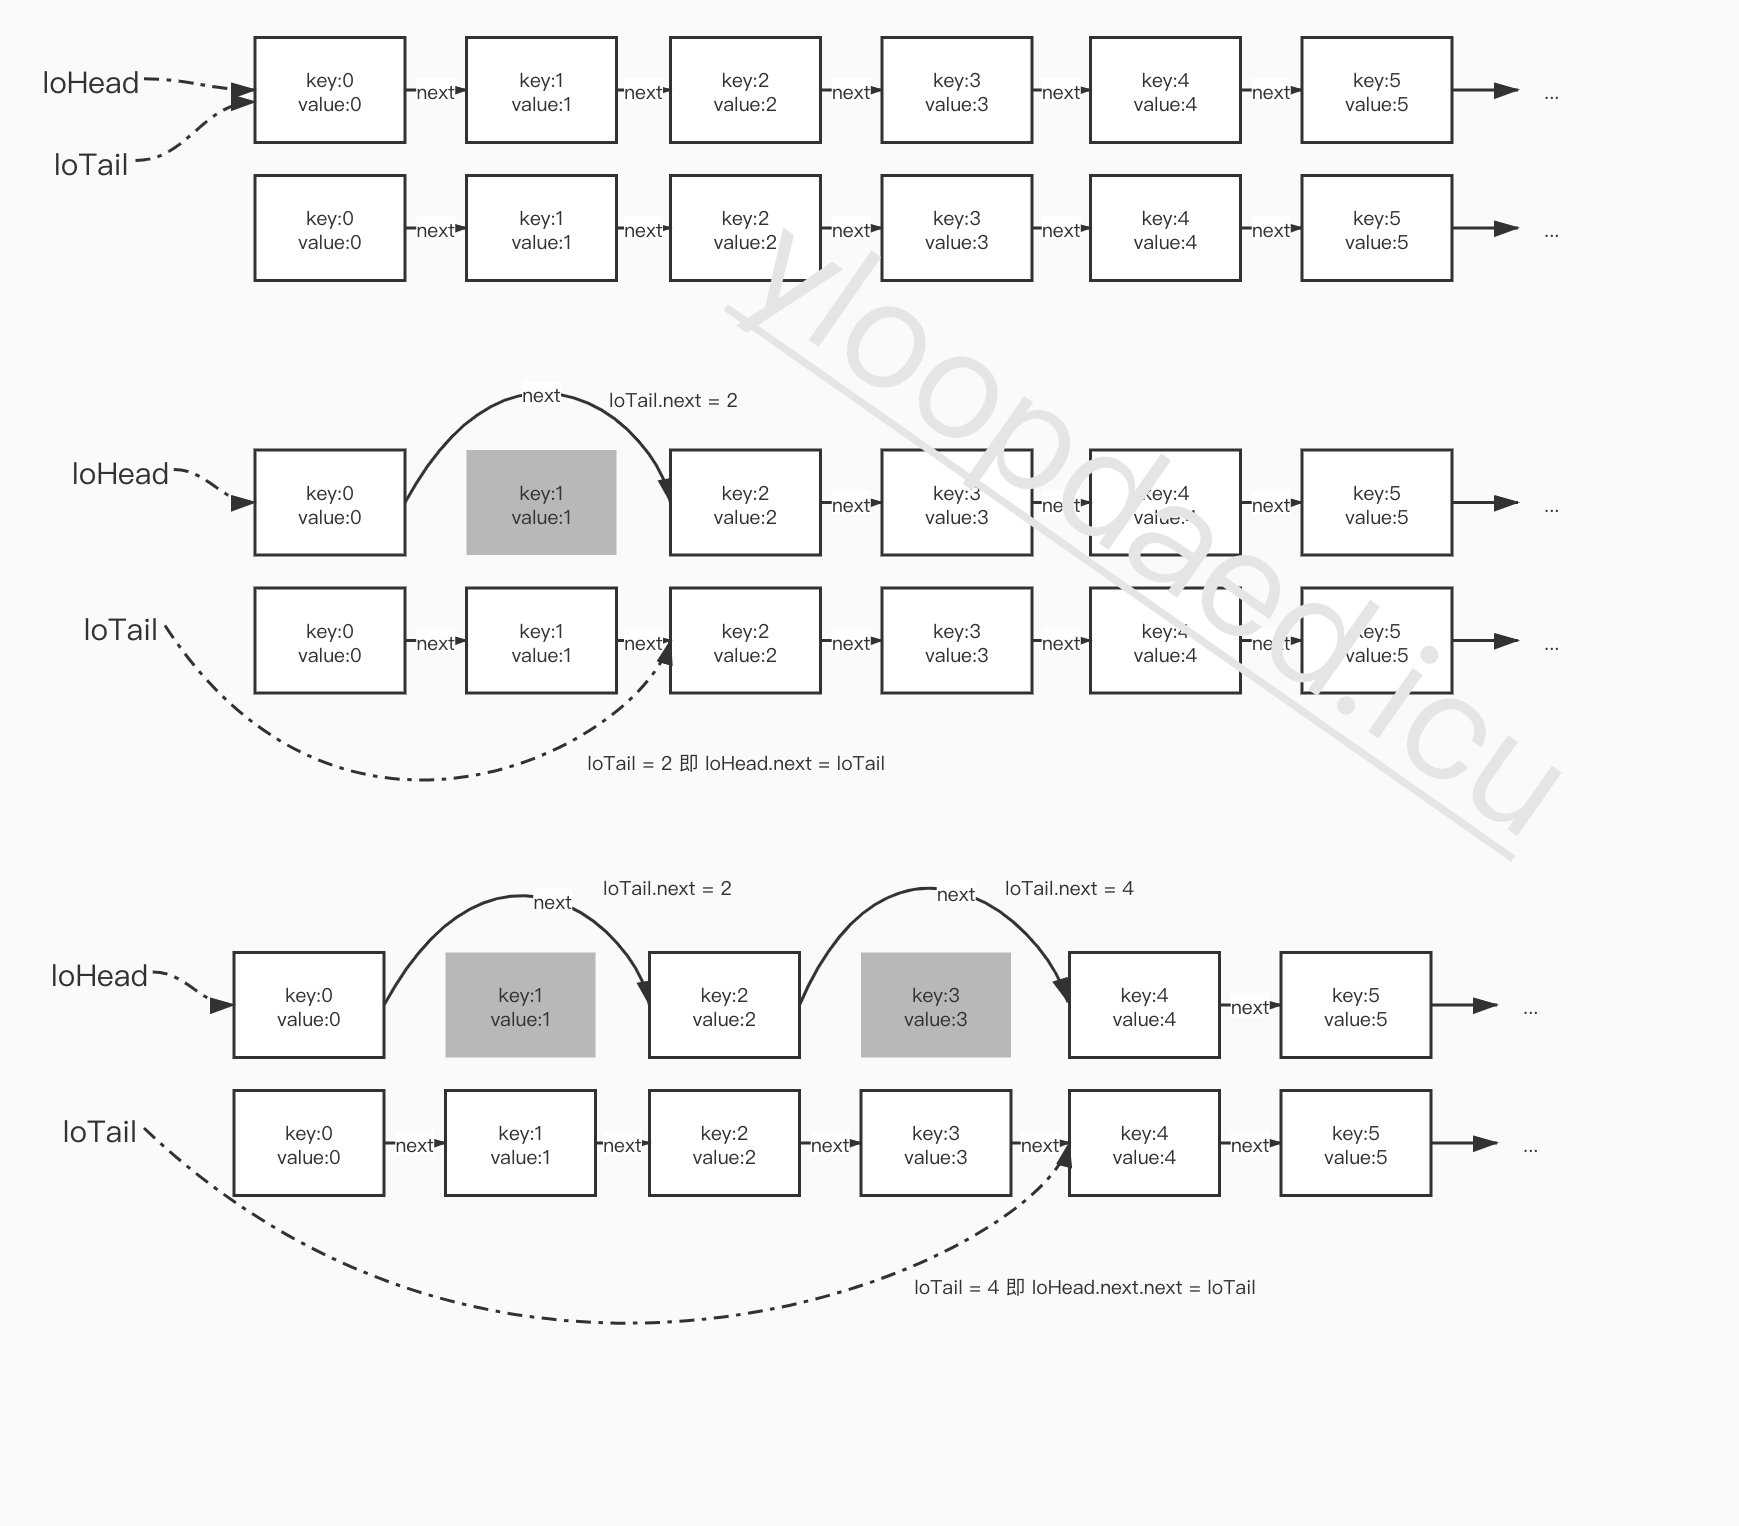 loHead
key:0 key:1 key:2 key:3 key:4 key:5
next next next next next ...
value:0 value:1 value:2 value:3 value:4 value:5
loTail
key:0 key:1 key:2 key:3 key:4 key:5
next next next next next ...
value:0 value:1 value:2 value:3 value:4 value:5
yloopdaed.icu
next loTail.next = 2
loHead
key:0 key:1 key:2 key:3 key:4 key:5
next next next ...
value:0 value:1 value:2 value:3 value:4 value:5
loTail
key:0 key:1 key:2 key:3 key:4 key:5
next next next next next ...
value:0 value:1 value:2 value:3 value:4 value:5
loTail = 2 即 loHead.next = loTail
next loTail.next = 2 next loTail.next = 4
loHead
key:0 key:1 key:2 key:3 key:4 key:5
next ...
value:0 value:1 value:2 value:3 value:4 value:5
loTail
key:0 key:1 key:2 key:3 key:4 key:5
next next next next next ...
value:0 value:1 value:2 value:3 value:4 value:5
loTail = 4 即 loHead.next.next = loTail